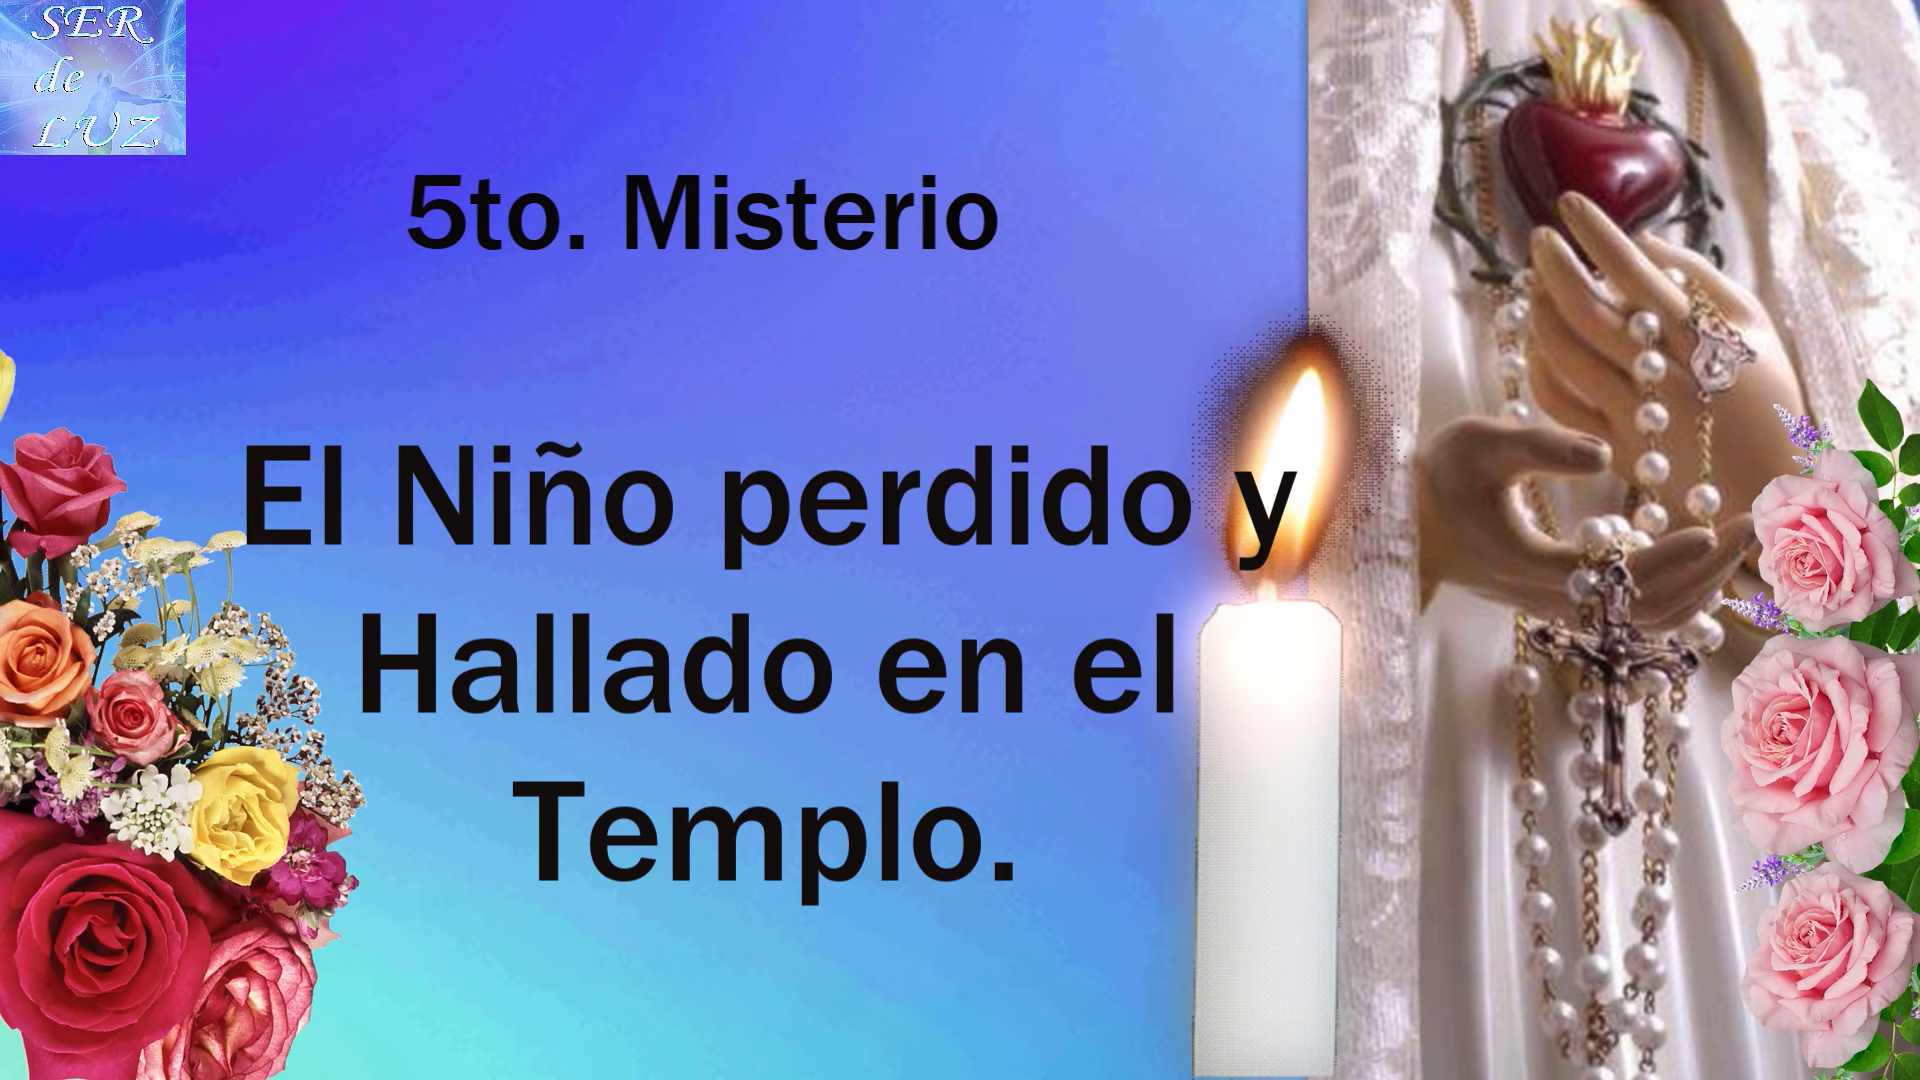 SER
de
LUZ
5to. Misterio
El Niño perdido y
Hallado en el
Templo.